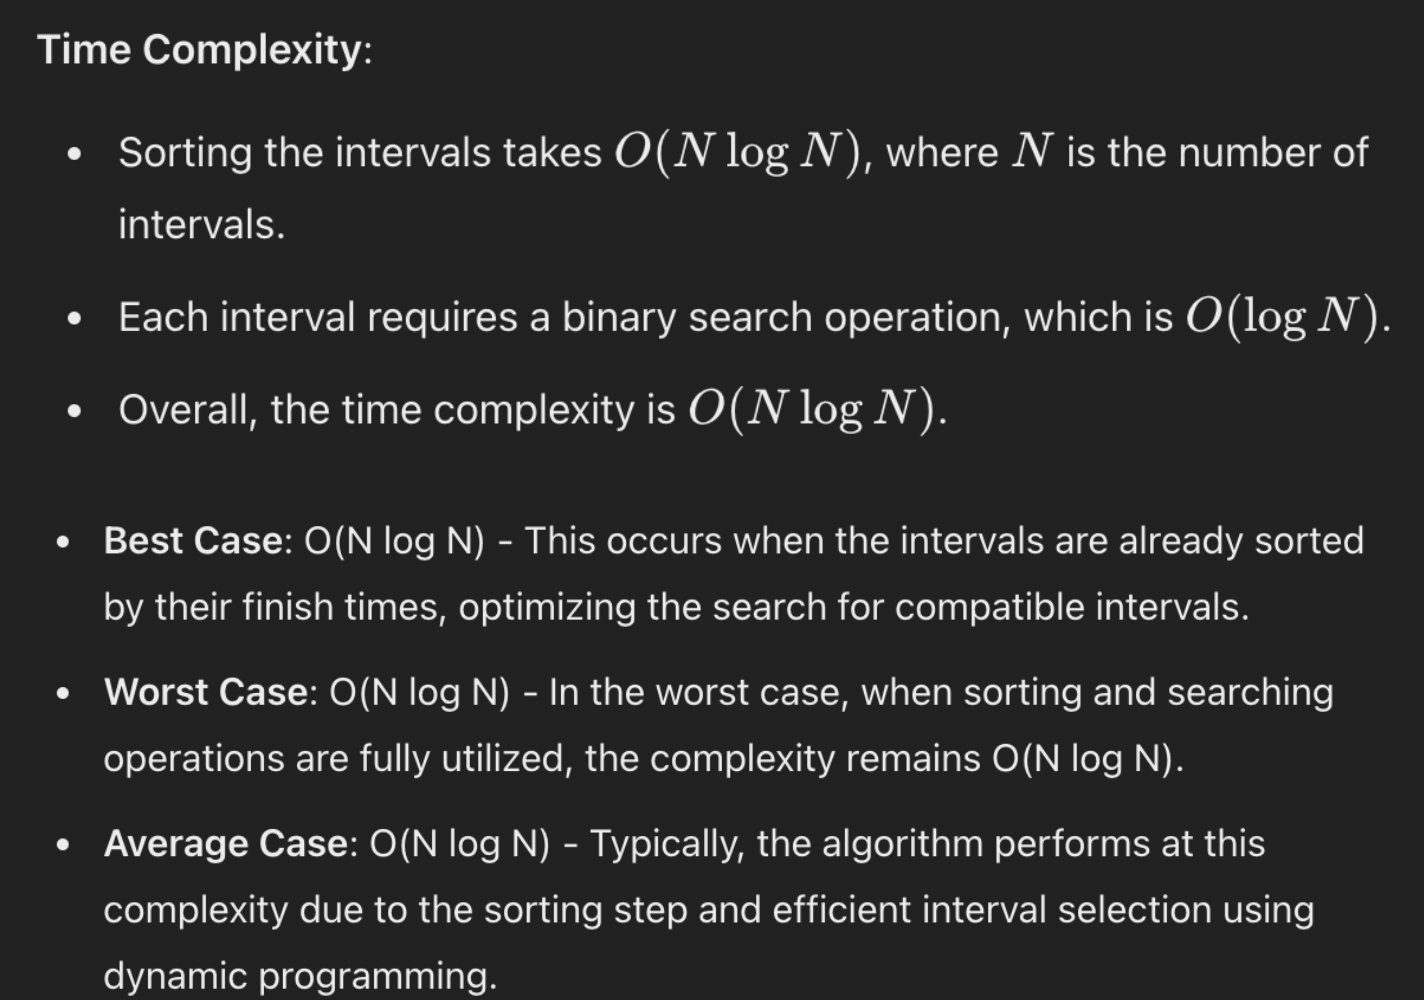 Time Complexity:
• Sorting the intervals takes O(N log N), where N is the number of
intervals.
• Each interval requires a binary search operation, which is O(log N).
• Overall, the time complexity is O(N log N).
• Best Case: O(N log N) - This occurs when the intervals are already sorted
by their finish times, optimizing the search for compatible intervals.
• Worst Case: O(N log N) - In the worst case, when sorting and searching
operations are fully utilized, the complexity remains O(N log N).
• Average Case: O(N log N) - Typically, the algorithm performs at this
complexity due to the sorting step and efficient interval selection using
dynamic programming.